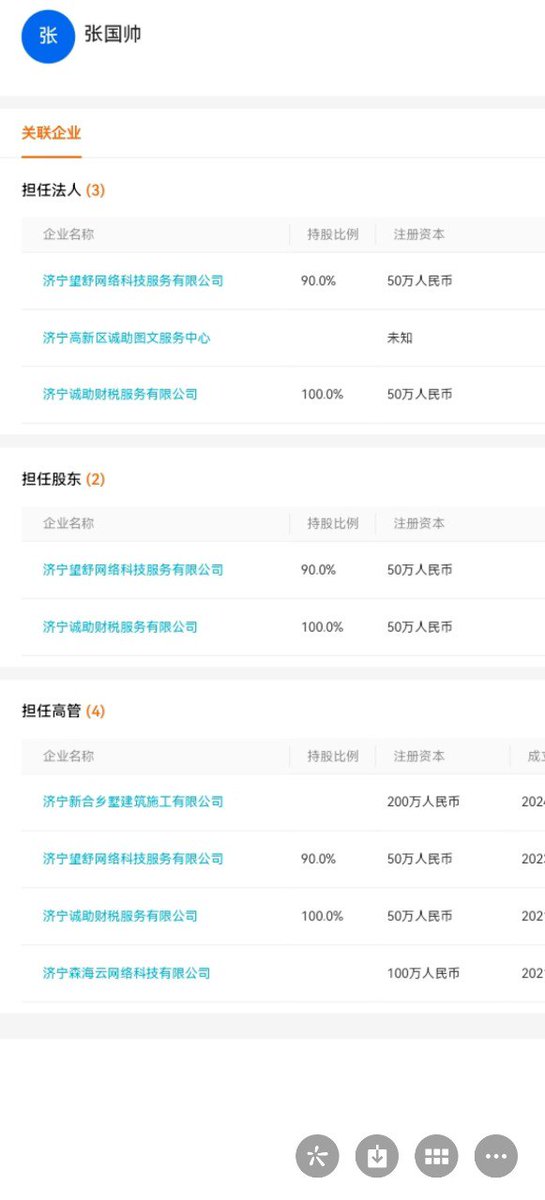 张 张国帅
关联企业
担任法人 (3)
企业名称 持股比例 注册资本
济宁望舒网络科技服务有限公司 90.0% 50万人民币
济宁高新区诚助图文服务中心 未知
济宁诚助财税服务有限公司 100.0% 50万人民币
担任股东 (2)
企业名称 持股比例 注册资本
济宁望舒网络科技服务有限公司 90.0% 50万人民币
济宁诚助财税服务有限公司 100.0% 50万人民币
担任高管 (4)
企业名称 持股比例 注册资本 成立
济宁新合乡墅建筑施工有限公司 200万人民币 2024
济宁望舒网络科技服务有限公司 90.0% 50万人民币 2023
济宁诚助财税服务有限公司 100.0% 50万人民币 2021
济宁森海云网络科技有限公司 100万人民币 2021